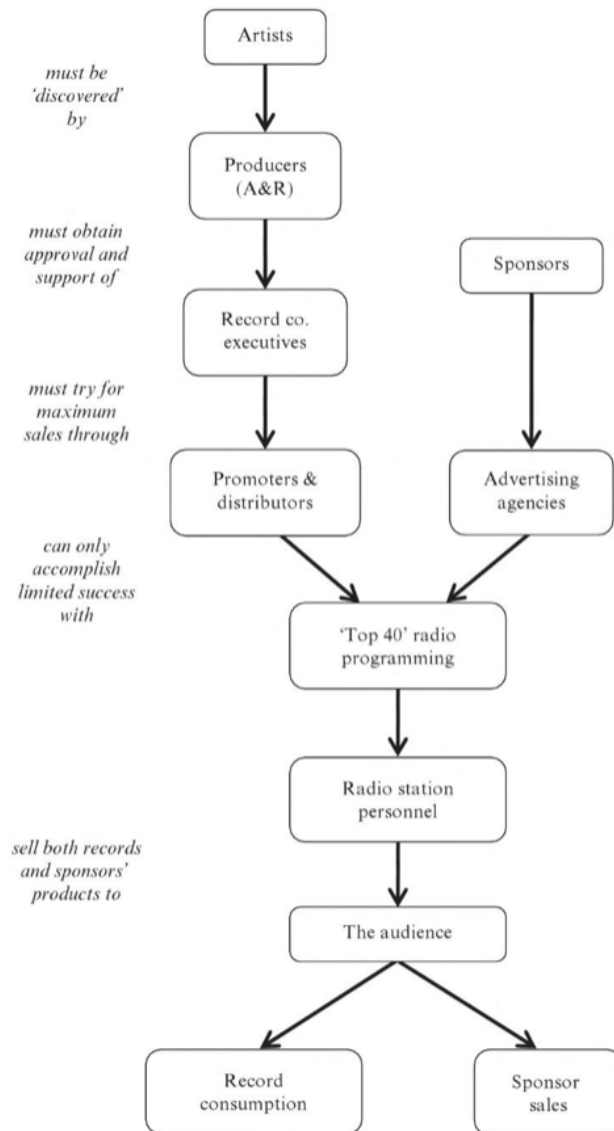 Artists
must be
‘discovered’
by
Producers
(A&R)
must obtain
approval and
support of
Sponsors
Record co.
executives
must try for
maximum
sales through
Promoters &
distributors
Advertising
agencies
can only
accomplish
limited success
with
‘Top 40’ radio
programming
Radio station
personnel
sell both records
and sponsors’
products to
The audience
Record
consumption
Sponsor
sales